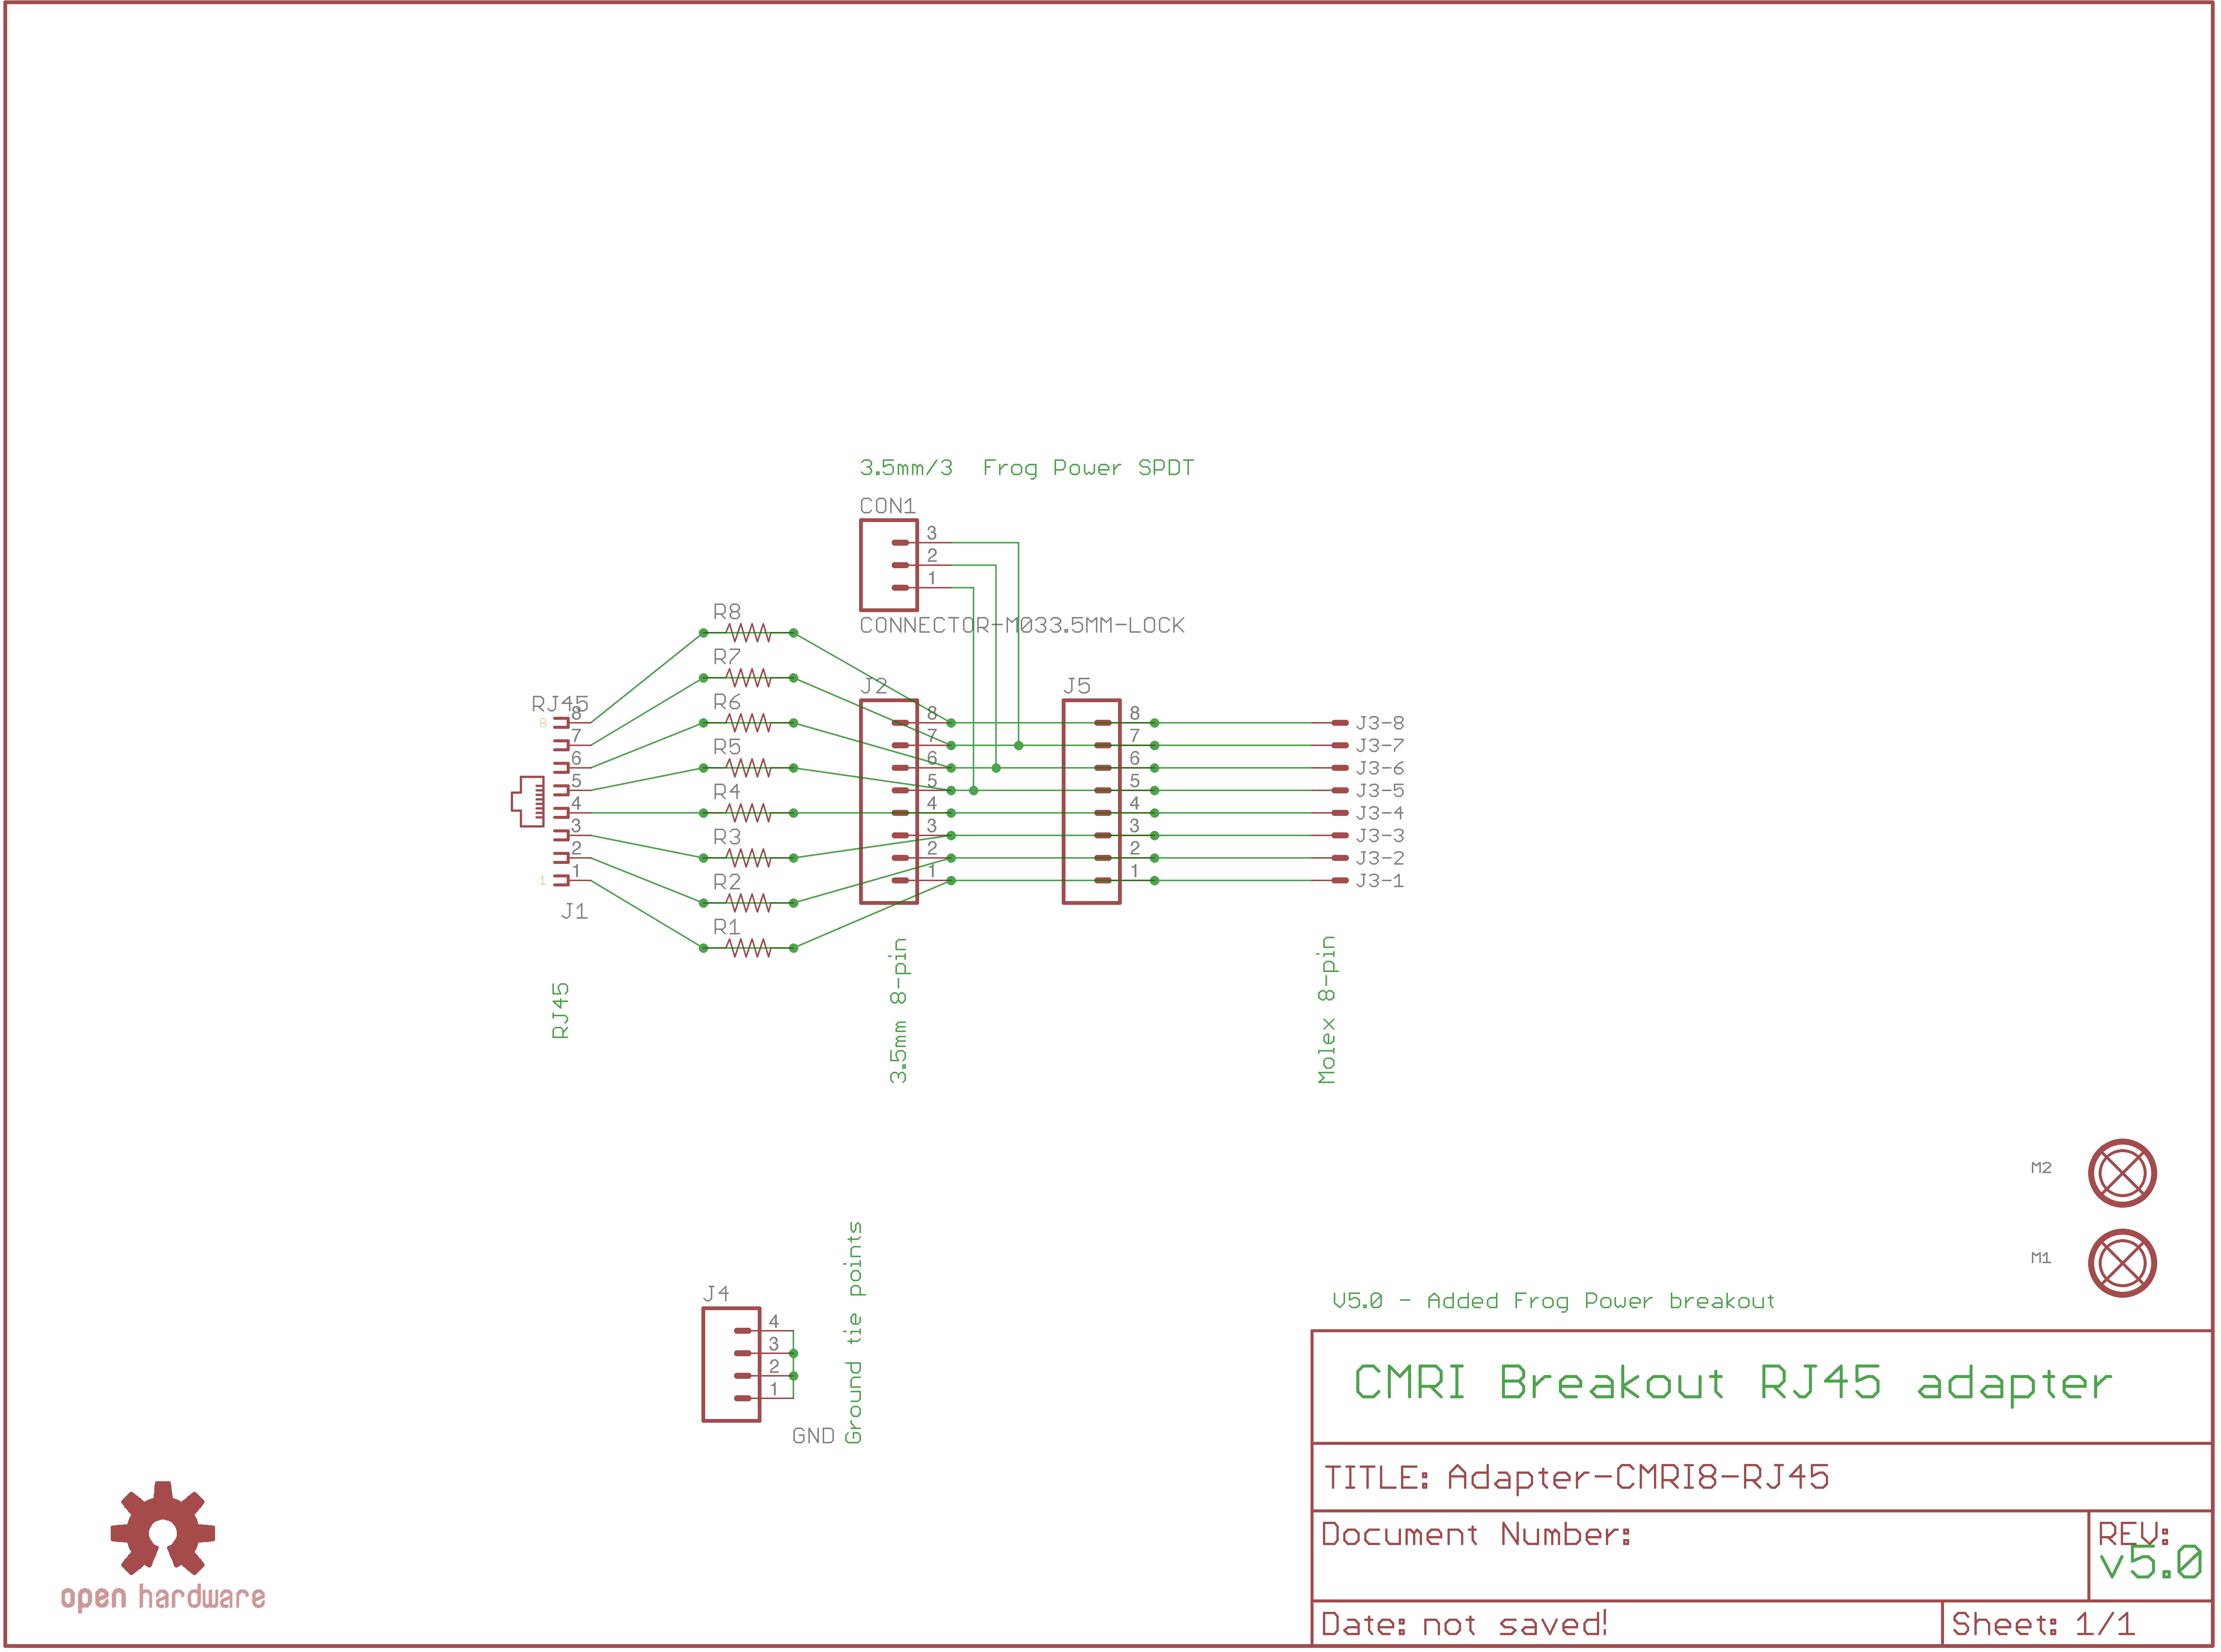 3.5mm/3 Frog Power SPDT
CON1
3
2
1
CONNECTOR-M033.5MM-LOCK
R8
R7
R6
R5
R4
R3
R2
R1
RJ45
8
8
7
6
5
4
3
2
1
1
J1
RJ45
J2
8
7
6
5
4
3
2
1
3.5mm 8-pin
J5
8
7
6
5
4
3
2
1
J3-8
J3-7
J3-6
J3-5
J3-4
J3-3
J3-2
J3-1
Molex 8-pin
M2
M1
J4
4
3
2
1
GND
Ground tie points
V5.0 - Added Frog Power breakout
CMRI Breakout RJ45 adapter
TITLE: Adapter-CMRI8-RJ45
Document Number:
REV:
v5.0
Date: not saved!
Sheet: 1/1
open hardware